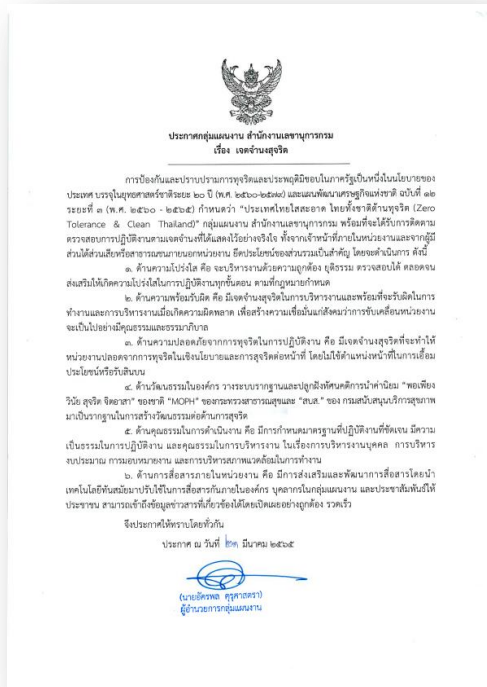 ประกาศกลุ่มแผนงาน สำนักงานเลขานุการกรม
เรื่อง เจตจำนงสุจริต
การป้องกันและปราบปรามการทุจริตและประพฤติมิชอบในภาครัฐเป็นหนึ่งในนโยบายของ
ประเทศ บรรจุในยุทธศาสตร์ชาติระยะ ๒๐ ปี (พ.ศ. ๒๕๖๐-๒๕๗๙) และแผนพัฒนาเศรษฐกิจแห่งชาติ ฉบับที่ ๑๒
ระยะที่ ๓ (พ.ศ. ๒๕๖๐ - ๒๕๖๕) กำหนดว่า "ประเทศไทยใสสะอาด ไทยทั้งชาติต้านทุจริต (Zero
Tolerance & Clean Thailand)" กลุ่มแผนงาน สำนักงานเลขานุการกรม พร้อมที่จะได้รับการติดตาม
ตรวจสอบการปฏิบัติงานตามเจตจำนงที่ได้แสดงไว้อย่างจริงใจ ทั้งจากเจ้าหน้าที่ภายในหน่วยงานและจากผู้มี
ส่วนได้ส่วนเสียหรือสาธารณชนภายนอกหน่วยงาน ยึดประโยชน์ของส่วนรวมเป็นสำคัญ โดยจะดำเนินการ ดังนี้
๑. ด้านความโปร่งใส คือ จะบริหารงานด้วยความถูกต้อง ยุติธรรม ตรวจสอบได้ ตลอดจน
ส่งเสริมให้เกิดความโปร่งใสในการปฏิบัติงานทุกขั้นตอน ตามที่กฎหมายกำหนด
๒. ด้านความพร้อมรับผิด คือ มีเจตจำนงสุจริตในการบริหารงานและพร้อมที่จะรับผิดในการ
ทำงานและการบริหารงานเมื่อเกิดความผิดพลาด เพื่อสร้างความเชื่อมั่นแก่สังคมว่าการขับเคลื่อนหน่วยงาน
จะเป็นไปอย่างมีคุณธรรมและธรรมาภิบาล
๓. ด้านความปลอดภัยจากการทุจริตในการปฏิบัติงาน คือ มีเจตจำนงสุจริตที่จะทำให้
หน่วยงานปลอดจากการทุจริตในเชิงนโยบายและการสุจริตต่อหน้าที่ โดยไม่ใช้ตำแหน่งหน้าที่ในการเอื้อม
ประโยชน์หรือรับสินบน
๔. ด้านวัฒนธรรมในองค์กร วางระบบรากฐานและปลูกฝังทัศนคติการนำค่านิยม "พอเพียง
วินัย สุจริต จิตอาสา" ของชาติ "MOPH" ของกระทรวงสาธารณสุขและ "สบส." ของ กรมสนับสนุนบริการสุขภาพ
มาเป็นรากฐานในการสร้างวัฒนธรรมต่อต้านการสุจริต
๕. ด้านคุณธรรมในการดำเนินงาน คือ มีการกำหนดมาตรฐานที่ปฏิบัติงานที่ชัดเจน มีความ
เป็นธรรมในการปฏิบัติงาน และคุณธรรมในการบริหารงาน ในเรื่องการบริหารงานบุคคล การบริหาร
งบประมาณ การมอบหมายงาน และการบริหารสภาพแวดล้อมในการทำงาน
๖. ด้านการสื่อสารภายในหน่วยงาน คือ มีการส่งเสริมและพัฒนาการสื่อสารโดยนำ
เทคโนโลยีทันสมัยมาปรับใช้ในการสื่อสารกันภายในองค์กร บุคลากรในกลุ่มแผนงาน และประชาสัมพันธ์ให้
ประชาชน สามารถเข้าถึงข้อมูลข่าวสารที่เกี่ยวข้องได้โดยเปิดเผยอย่างถูกต้อง รวดเร็ว
จึงประกาศให้ทราบโดยทั่วกัน
ประกาศ ณ วันที่ มีนาคม ๒๕๖๕
(นายอัครพล คุรุศาสตรา)
ผู้อำนวยการกลุ่มแผนงาน